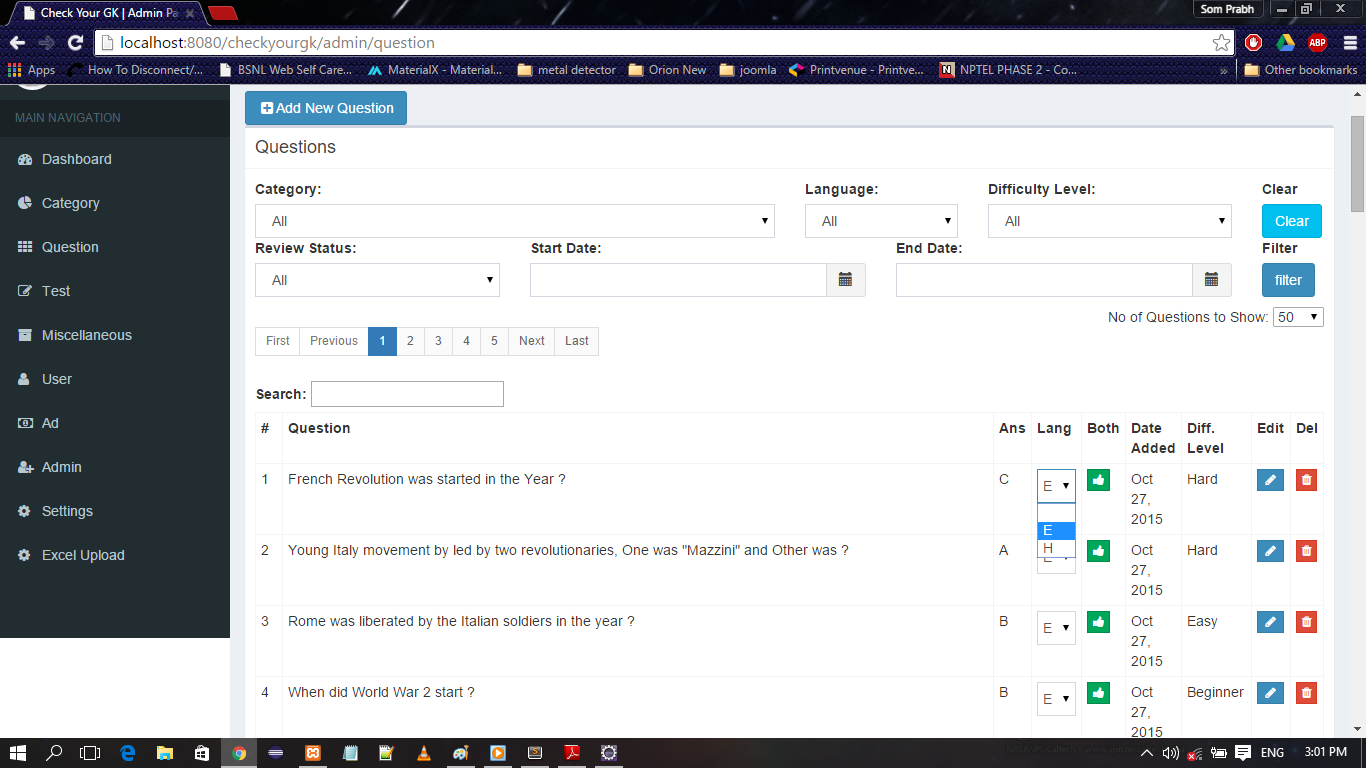 Check Your GK | Admin Pa
Som Prabh
localhost:8080/checkyourgk/admin/question
Apps How To Disconnect/... BSNL Web Self Care... MaterialX - Material... metal detector Orion New joomla Printvenue - Printve... NPTEL PHASE 2 - Co... » Other bookmarks
MAIN NAVIGATION
Dashboard
Category
Question
Test
Miscellaneous
User
Ad
Admin
Settings
Excel Upload
Add New Question
Questions
Category: Language: Difficulty Level: Clear
All All All Clear
Review Status: Start Date: End Date: Filter
All filter
No of Questions to Show: 50
First Previous 1 2 3 4 5 Next Last
Search:
# Question Ans Lang Both Date Added Diff. Level Edit Del
1 French Revolution was started in the Year ? C E Oct 27, 2015 Hard
E
H
2 Young Italy movement by led by two revolutionaries, One was "Mazzini" and Other was ? A E Oct 27, 2015 Hard
3 Rome was liberated by the Italian soldiers in the year ? B E Oct 27, 2015 Easy
4 When did World War 2 start ? B E Oct 27, 2015 Beginner
ABP
ENG 3:01 PM